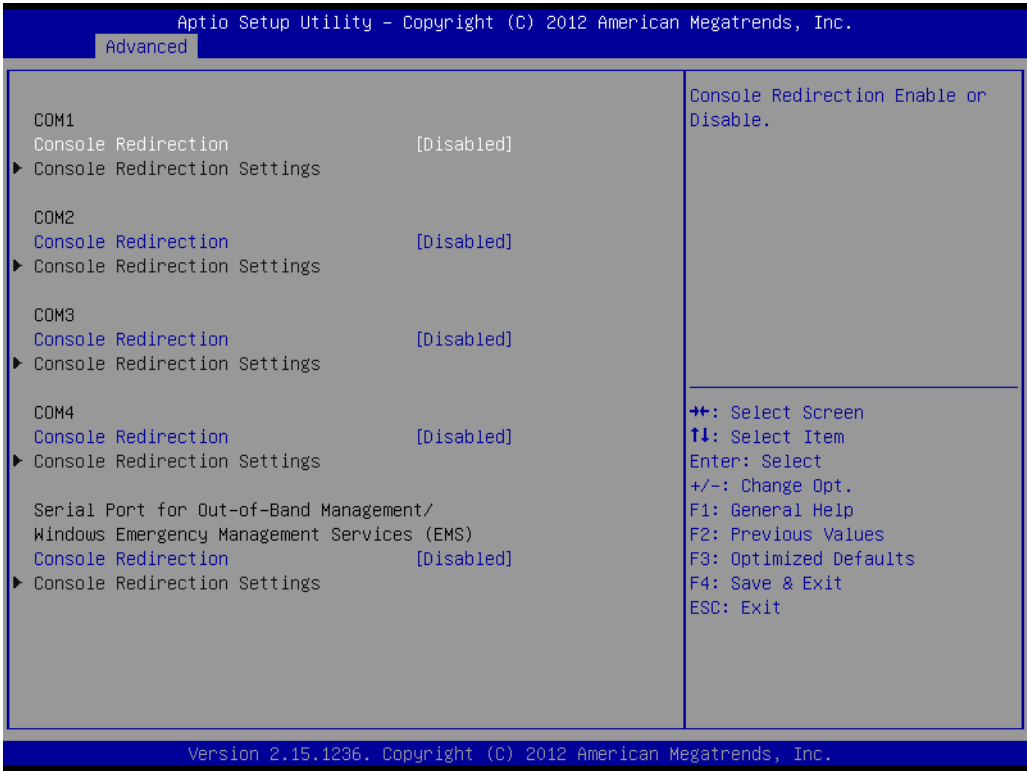 Aptio Setup Utility – Copyright (C) 2012 American Megatrends, Inc.
Advanced
COM1
Console Redirection [Disabled]
Console Redirection Settings
COM2
Console Redirection [Disabled]
Console Redirection Settings
COM3
Console Redirection [Disabled]
Console Redirection Settings
COM4
Console Redirection [Disabled]
Console Redirection Settings
Serial Port for Out-of-Band Management/
Windows Emergency Management Services (EMS)
Console Redirection [Disabled]
Console Redirection Settings
Console Redirection Enable or
Disable.
→←: Select Screen
↑↓: Select Item
Enter: Select
+/-: Change Opt.
F1: General Help
F2: Previous Values
F3: Optimized Defaults
F4: Save & Exit
ESC: Exit
Version 2.15.1236. Copyright (C) 2012 American Megatrends, Inc.